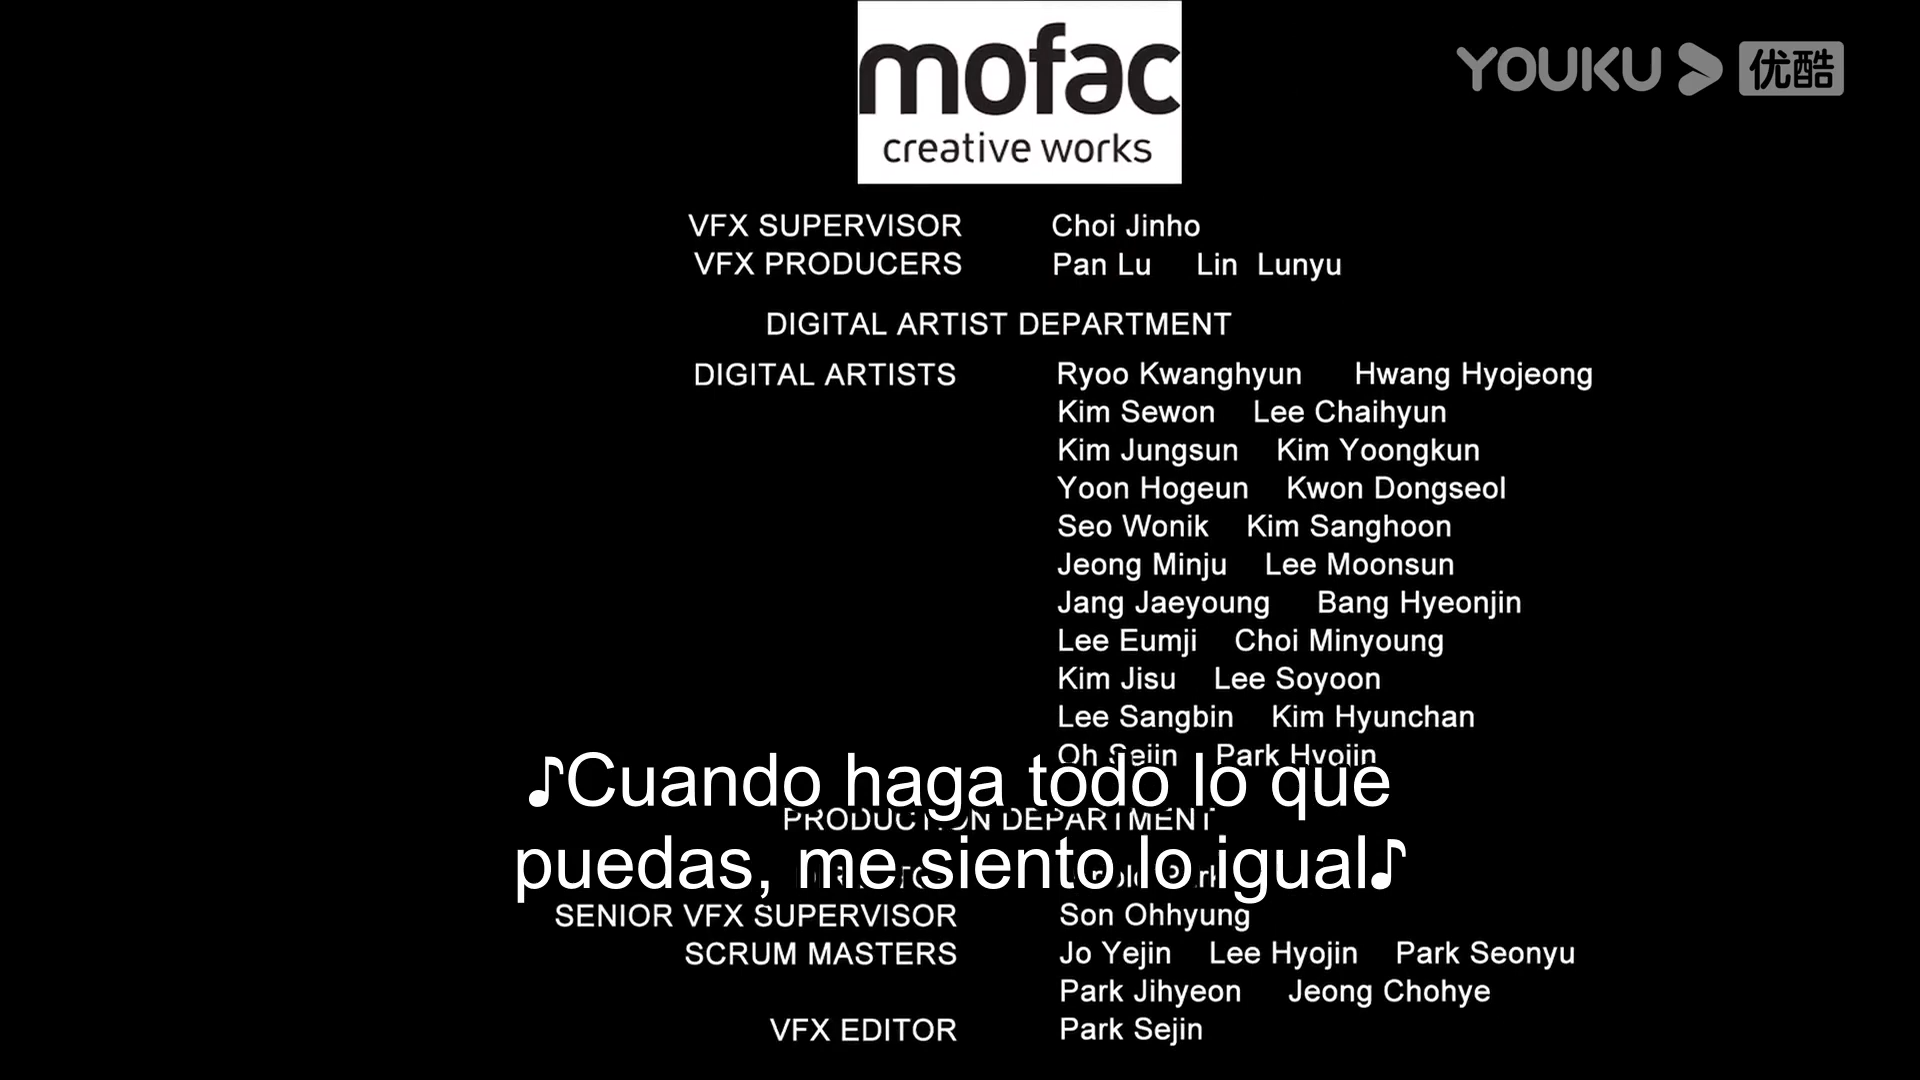 mofac
creative works
YOUKU 优酷
VFX SUPERVISOR Choi Jinho
VFX PRODUCERS Pan Lu Lin Lunyu
DIGITAL ARTIST DEPARTMENT
DIGITAL ARTISTS Ryoo Kwanghyun Hwang Hyojeong
Kim Sewon Lee Chaihyun
Kim Jungsun Kim Yoongkun
Yoon Hogeun Kwon Dongseol
Seo Wonik Kim Sanghoon
Jeong Minju Lee Moonsun
Jang Jaeyoung Bang Hyeonjin
Lee Eumji Choi Minyoung
Kim Jisu Lee Soyoon
Lee Sangbin Kim Hyunchan
Oh Sejin Park Hyojin
♪Cuando haga todo lo que
PRODUCTION DEPARTMENT
puedas, me siento lo igual♪
SENIOR VFX SUPERVISOR Son Ohhyung
SCRUM MASTERS Jo Yejin Lee Hyojin Park Seonyu
Park Jihyeon Jeong Chohye
VFX EDITOR Park Sejin